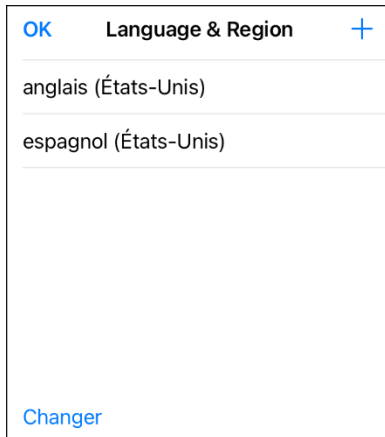 OK Language & Region +
anglais (États-Unis)
espagnol (États-Unis)
Changer